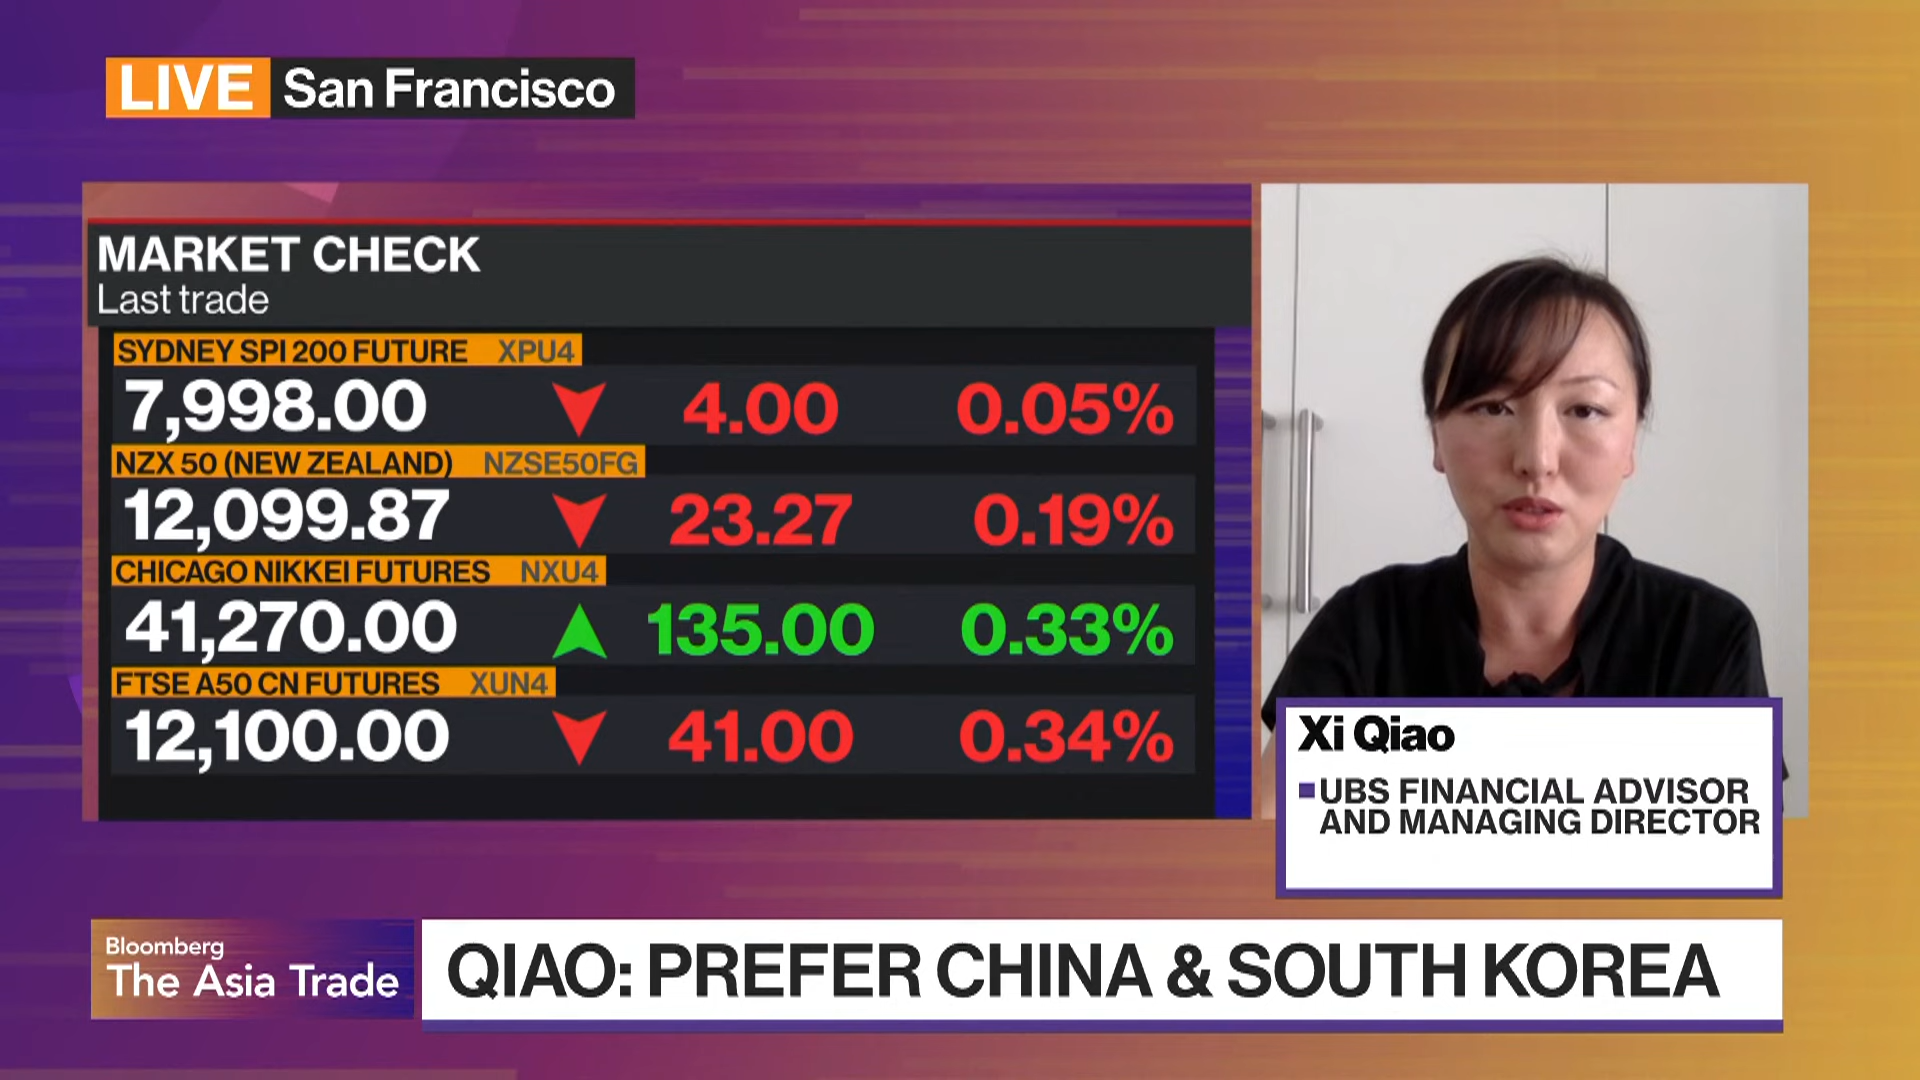 LIVE San Francisco
MARKET CHECK
Last trade
SYDNEY SPI 200 FUTURE XPU4
7,998.00 4.00 0.05%
NZX 50 (NEW ZEALAND) NZSE50FG
12,099.87 23.27 0.19%
CHICAGO NIKKEI FUTURES NXU4
41,270.00 135.00 0.33%
FTSE A50 CN FUTURES XUN4
12,100.00 41.00 0.34%
Xi Qiao
UBS FINANCIAL ADVISOR
AND MANAGING DIRECTOR
Bloomberg
The Asia Trade
QIAO: PREFER CHINA & SOUTH KOREA